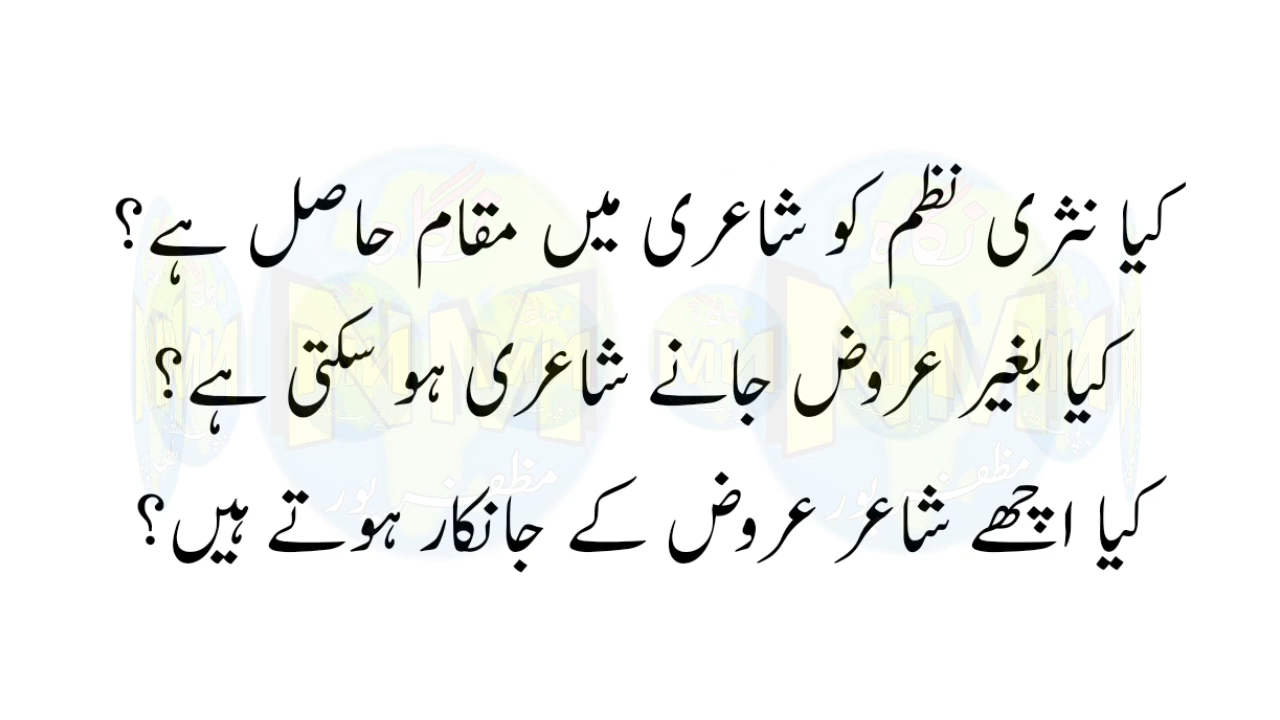 کیا نثری نظم کو شاعری میں مقام حاصل ہے؟
کیا بغیر عروض جانے شاعری ہو سکتی ہے؟
کیا اچھے شاعر عروض کے جانکار ہوتے ہیں؟